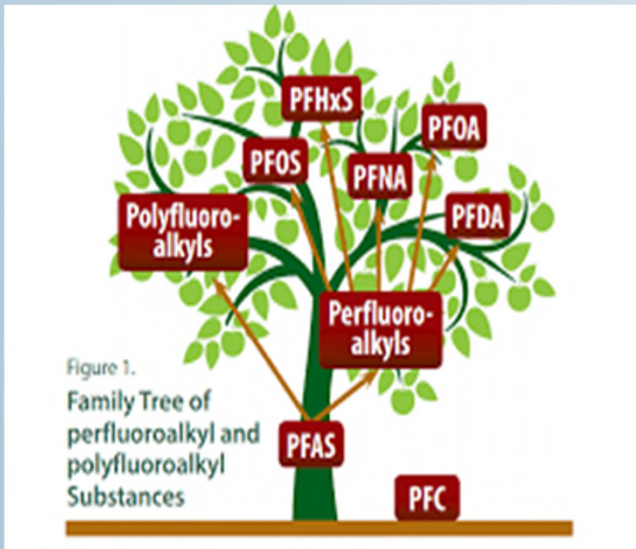 PFHxS
PFOA
PFOS
PFNA
Polyfluoro-
alkyls
PFDA
Perfluoro-
alkyls
Figure 1.
Family Tree of
perfluoroalkyl and
polyfluoroalkyl
Substances
PFAS
PFC